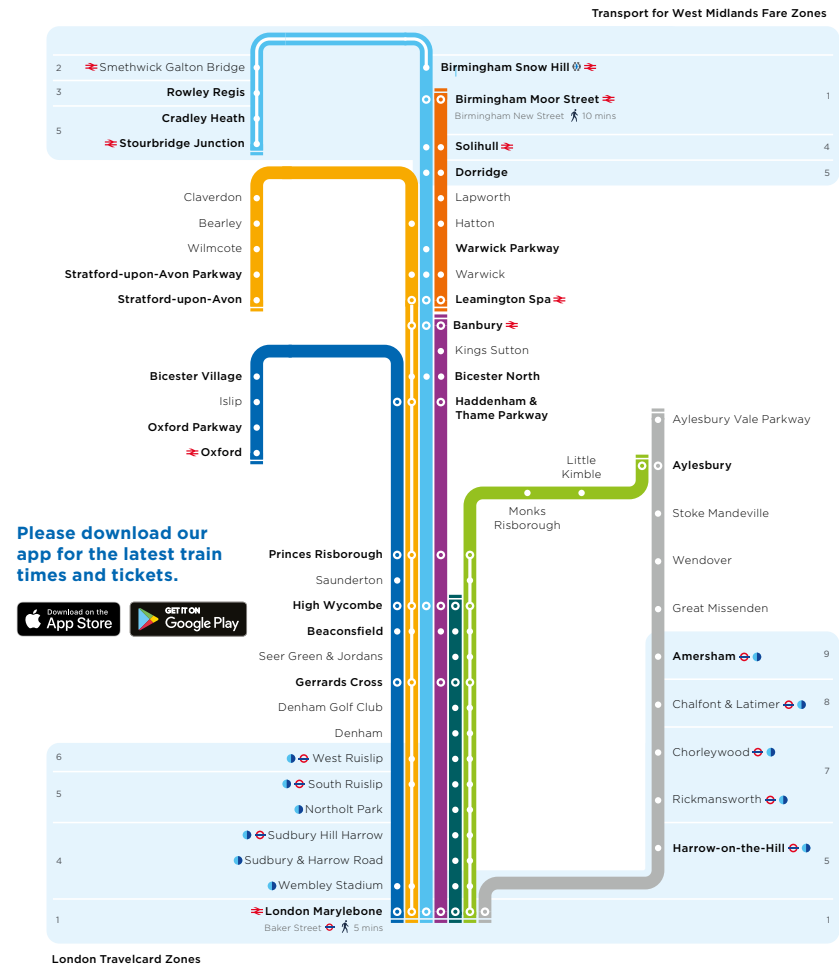 Transport for West Midlands Fare Zones
2 Smethwick Galton Bridge
Birmingham Snow Hill
3 Rowley Regis
Birmingham Moor Street
1
Birmingham New Street 10 mins
Cradley Heath
5
Stourbridge Junction
Solihull 4
Dorridge 5
Claverdon
Lapworth
Bearley
Hatton
Wilmcote
Warwick Parkway
Stratford-upon-Avon Parkway
Warwick
Stratford-upon-Avon
Leamington Spa
Banbury
Kings Sutton
Bicester Village
Bicester North
Islip
Haddenham &
Thame Parkway
Oxford Parkway
Oxford
Aylesbury Vale Parkway
Little
Kimble
Aylesbury
Monks
Risborough
Stoke Mandeville
Please download our
app for the latest train
times and tickets.
Download on the
App Store
GET IT ON
Google Play
Princes Risborough
Saunderton
High Wycombe
Beaconsfield
Seer Green & Jordans
Gerrards Cross
Denham Golf Club
Denham
Wendover
Great Missenden
Amersham 9
Chalfont & Latimer 8
Chorleywood
7
Rickmansworth
Harrow-on-the-Hill
5
6 West Ruislip
South Ruislip
5
Northolt Park
Sudbury Hill Harrow
4 Sudbury & Harrow Road
Wembley Stadium
London Marylebone
1
Baker Street 5 mins
1
London Travelcard Zones